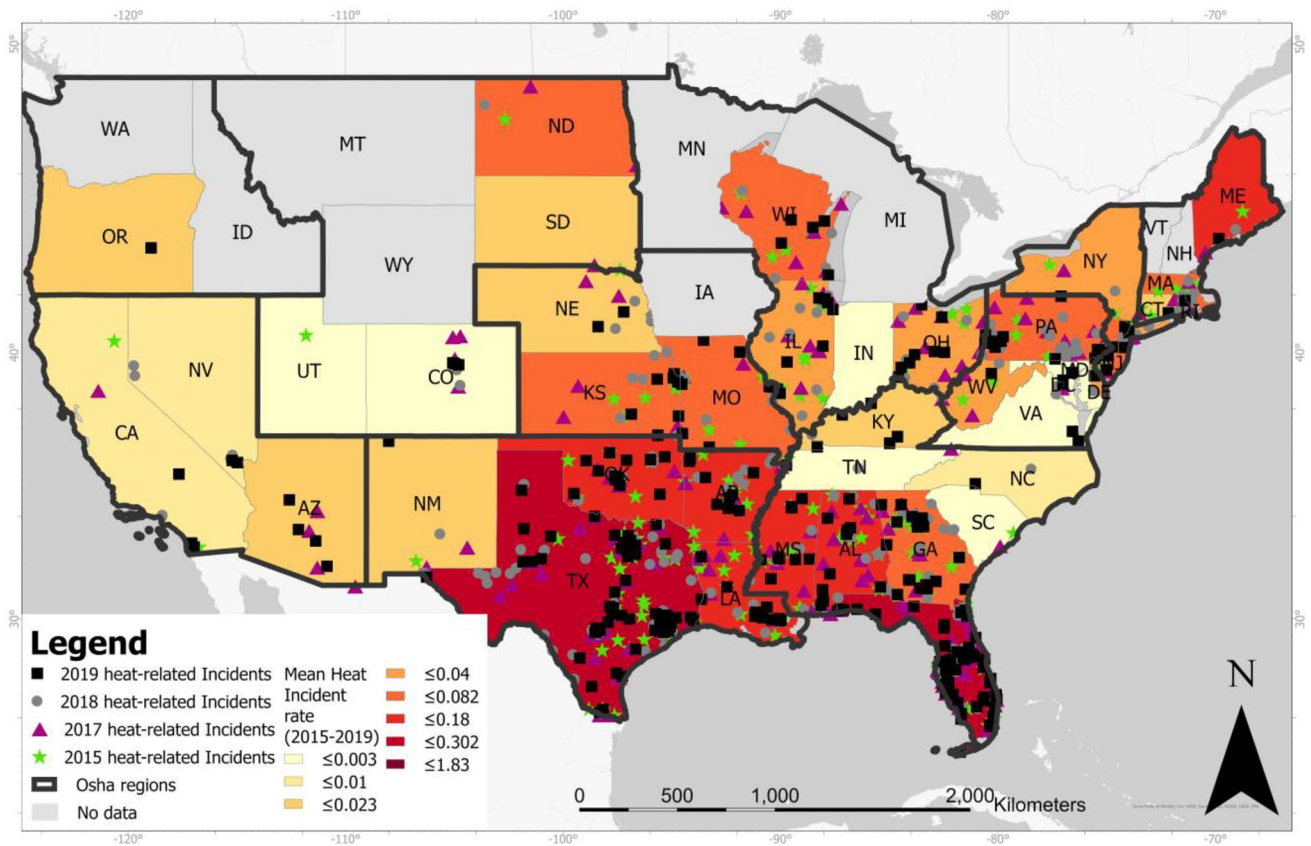 -120°
-110°
-100°
-90°
-80°
-70°
50°
50°
WA
MT
ND
MN
ME
OR
ID
SD
WI
MI
VT
NH
NY
WY
MA
IA
CT
RI
NE
PA
NV
UT
CO
IL
IN
OH
NJ
MD
DC
DE
40°
40°
KS
MO
WV
VA
CA
KY
AZ
NM
OK
AR
TN
NC
SC
TX
LA
MS
AL
GA
30°
30°
Legend
2019 heat-related Incidents
2018 heat-related Incidents
2017 heat-related Incidents
2015 heat-related Incidents
Osha regions
No data
Mean Heat
Incident
rate
(2015-2019)
≤0.003
≤0.01
≤0.023
≤0.04
≤0.082
≤0.18
≤0.302
≤1.83
N
0
500
1,000
2,000
Kilometers
-120°
-110°
-100°
-90°
-80°
-70°